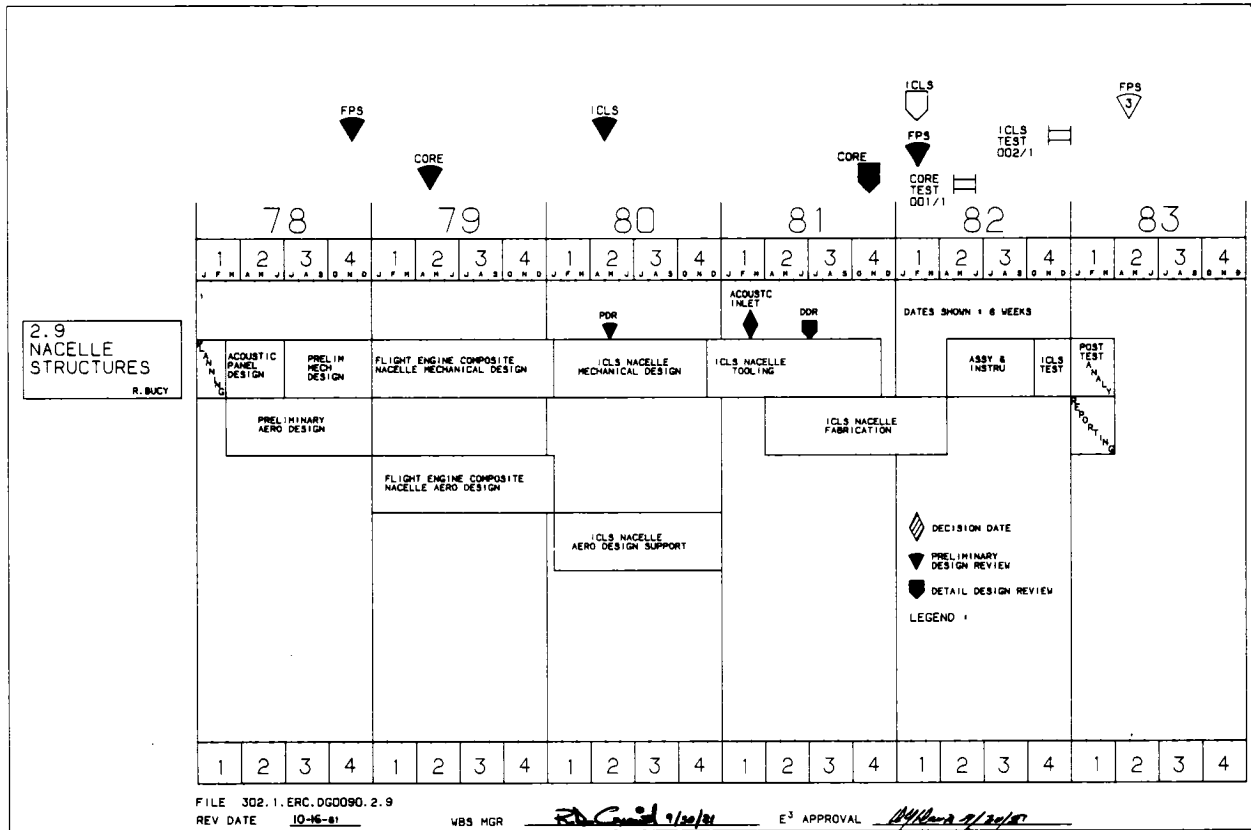 FPS
ICLS
ICLS
FPS
3
CORE
CORE
FPS
ICLS
TEST
002/1
CORE
TEST
001/1
78 79 80 81 82 83
1 2 3 4 1 2 3 4 1 2 3 4 1 2 3 4 1 2 3 4 1 2 3 4
J F M A M J J A S O N D J F M A M J J A S O N D J F M A M J J A S O N D J F M A M J J A S O N D J F M A M J J A S O N D J F M A M J J A S O N D
PDR
ACOUSTC
INLET
DDR
DATES SHOWN : 6 WEEKS
2.9
NACELLE
STRUCTURES
R.BUCY
PLANNING
ACOUSTIC
PANEL
DESIGN
PRELIM
MECH
DESIGN
FLIGHT ENGINE COMPOSITE
NACELLE MECHANICAL DESIGN
ICLS NACELLE
MECHANICAL DESIGN
ICLS NACELLE
TOOLING
ASSY &
INSTRU
ICLS
TEST
POST
TEST
ANALY
PRELIMINARY
AERO DESIGN
ICLS NACELLE
FABRICATION
REPORTING
FLIGHT ENGINE COMPOSITE
NACELLE AERO DESIGN
ICLS NACELLE
AERO DESIGN SUPPORT
DECISION DATE
PRELIMINARY
DESIGN REVIEW
DETAIL DESIGN REVIEW
LEGEND :
1 2 3 4 1 2 3 4 1 2 3 4 1 2 3 4 1 2 3 4 1 2 3 4
FILE 302.1.ERC.DG0090.2.9
REV DATE 10-16-81
WBS MGR 9/30/81
E³ APPROVAL